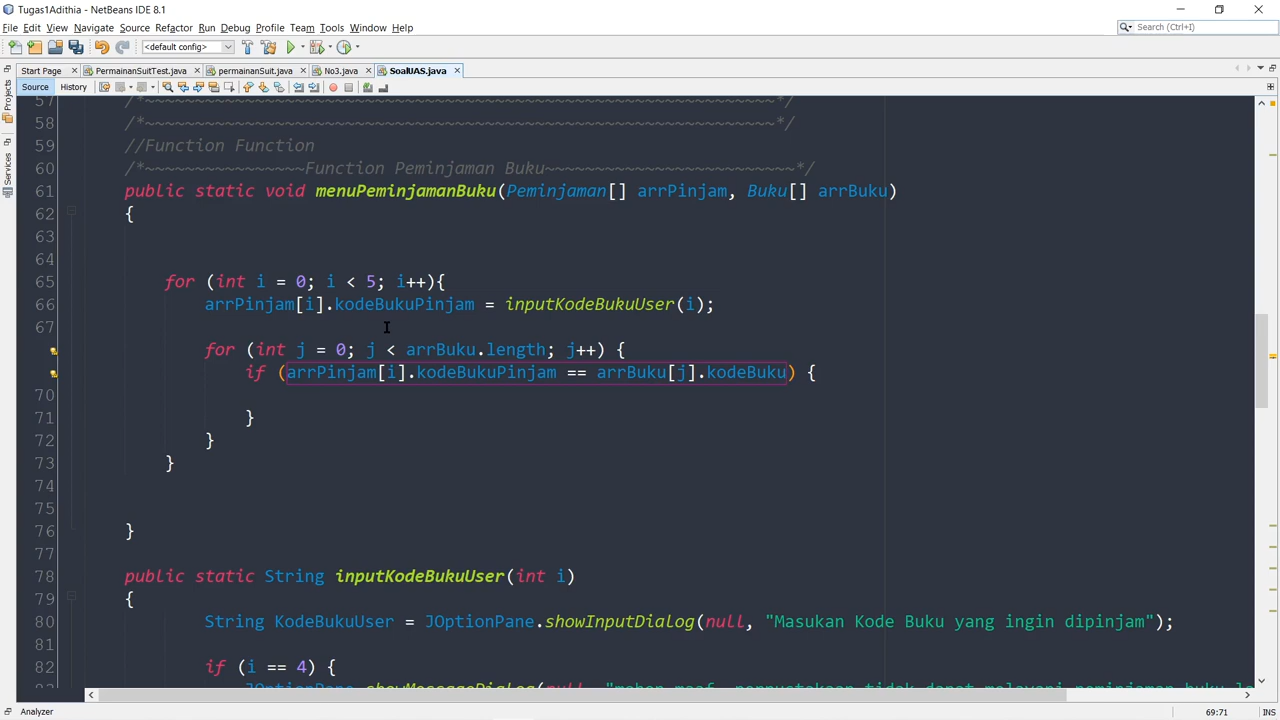 Tugas1Adithia - NetBeans IDE 8.1
File Edit View Navigate Source Refactor Run Debug Profile Team Tools Window Help
Search (Ctrl+I)
<default config>
Start Page PermainanSuitTest.java permainanSuit.java No3.java SoalUAS.java
Source History
Projects
Services
57 /*~~~~~~~~~~~~~~~~~~~~~~~~~~~~~~~~~~~~~~~~~~~~~~~~~~~~~~~~~~~~~~~*/
58 /*~~~~~~~~~~~~~~~~~~~~~~~~~~~~~~~~~~~~~~~~~~~~~~~~~~~~~~~~~~~~~~~*/
59 //Function Function
60 /*~~~~~~~~~~~~~~~~Function Peminjaman Buku~~~~~~~~~~~~~~~~~~~~~~~~~*/
61 public static void menuPeminjamanBuku(Peminjaman[] arrPinjam, Buku[] arrBuku)
62 {
63
64
65 for (int i = 0; i < 5; i++){
66 arrPinjam[i].kodeBukuPinjam = inputKodeBukuUser(i);
67
for (int j = 0; j < arrBuku.length; j++) {
if (arrPinjam[i].kodeBukuPinjam == arrBuku[j].kodeBuku) {
70
71 }
72 }
73 }
74
75
76 }
77
78 public static String inputKodeBukuUser(int i)
79 {
80 String KodeBukuUser = JOptionPane.showInputDialog(null, "Masukan Kode Buku yang ingin dipinjam");
81
82 if (i == 4) {
Analyzer 69:71 INS